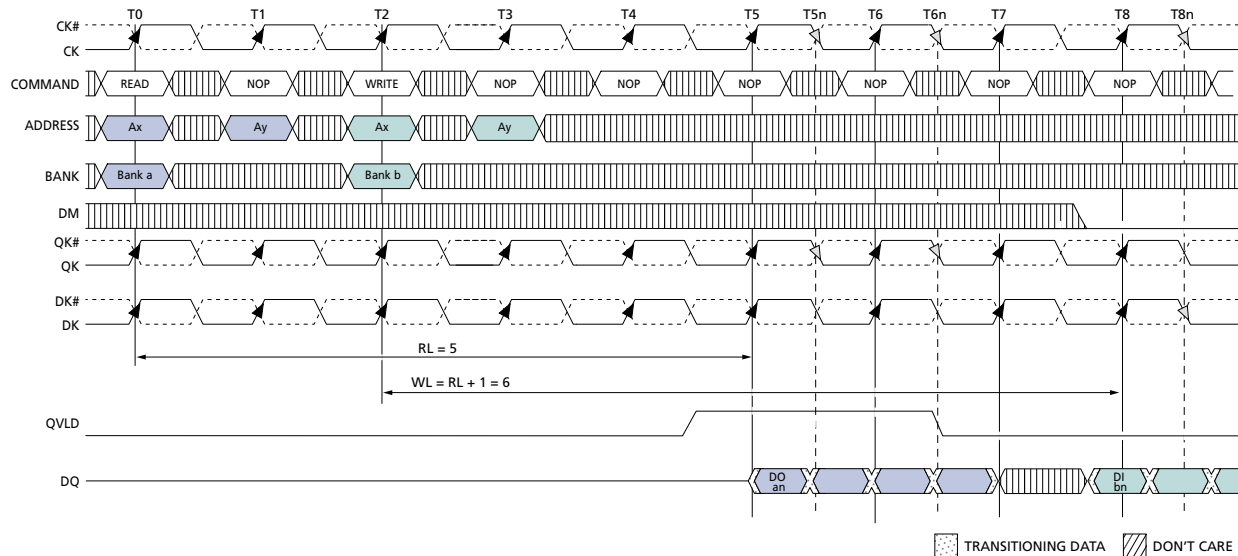 T0 T1 T2 T3 T4 T5 T5n T6 T6n T7 T8 T8n
CK#
CK
COMMAND READ NOP WRITE NOP NOP NOP NOP NOP NOP
ADDRESS Ax Ay Ax Ay
BANK Bank a Bank b
DM
QK#
QK
DK#
DK
RL = 5
WL = RL + 1 = 6
QVLD
DQ DO an DI bn
TRANSITIONING DATA DON'T CARE